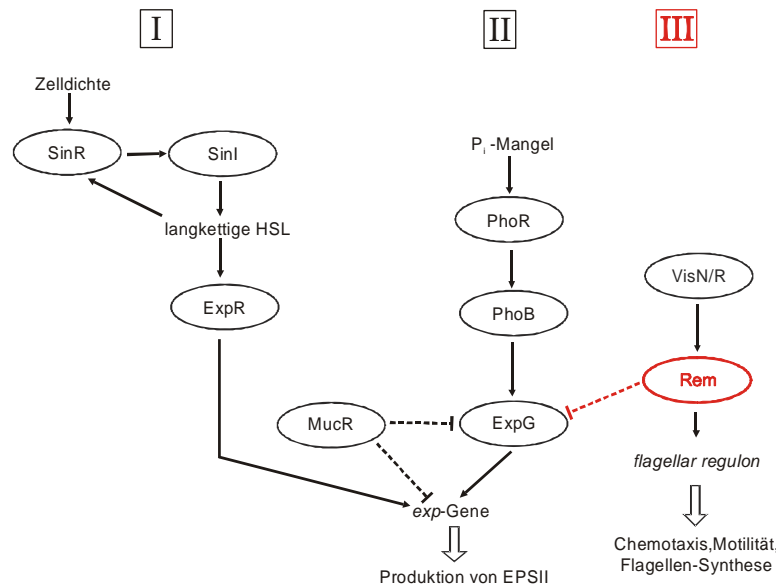 I
II
III
Zelldichte
SinR
SinI
langkettige HSL
ExpR
Pi -Mangel
PhoR
PhoB
VisN/R
Rem
MucR
ExpG
flagellar regulon
exp-Gene
Chemotaxis,Motilität,
Flagellen-Synthese
Produktion von EPSII